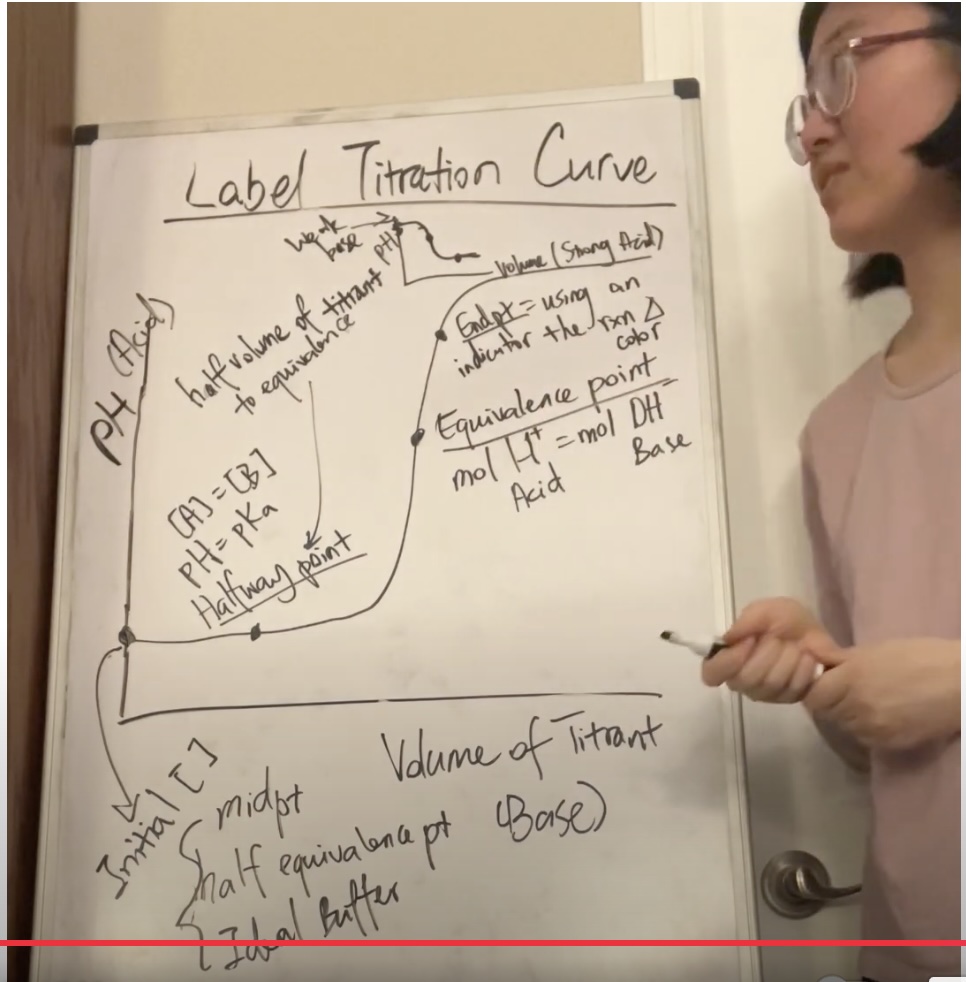 Label Titration Curve
Weak
base
pH
Volume (Strong Acid)
pH (Acid)
half volume of titrant
to equivalence
Endpt = using an
indicator the rxn Δ
color
Equivalence point
mol H⁺ = mol OH⁻
Acid
Base
[A] = [B]
pH = pKa
Halfway point
Volume of Titrant
(Base)
Initial [ ]
midpt
half equivalence pt
Ideal Buffer